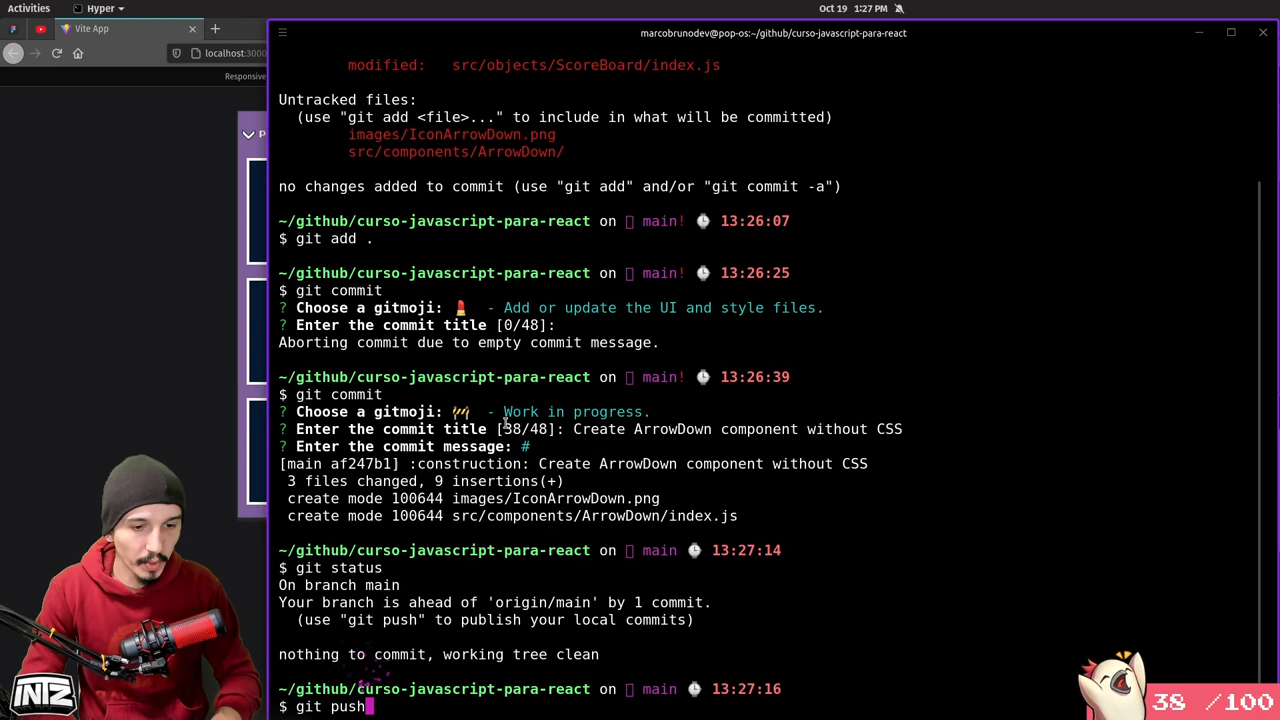 Activities
Hyper
Oct 19 1:27 PM
Vite App
marcobrunodev@pop-os:~/github/curso-javascript-para-react
localhost:3000
Responsive
modified: src/objects/ScoreBoard/index.js
Untracked files:
(use "git add <file>..." to include in what will be committed)
images/IconArrowDown.png
src/components/ArrowDown/
no changes added to commit (use "git add" and/or "git commit -a")
~/github/curso-javascript-para-react on main! ⌚ 13:26:07
$ git add .
~/github/curso-javascript-para-react on main! ⌚ 13:26:25
$ git commit
? Choose a gitmoji: 💄 - Add or update the UI and style files.
? Enter the commit title [0/48]:
Aborting commit due to empty commit message.
~/github/curso-javascript-para-react on main! ⌚ 13:26:39
$ git commit
? Choose a gitmoji: 🚧 - Work in progress.
? Enter the commit title [38/48]: Create ArrowDown component without CSS
? Enter the commit message: #
[main af247b1] :construction: Create ArrowDown component without CSS
3 files changed, 9 insertions(+)
create mode 100644 images/IconArrowDown.png
create mode 100644 src/components/ArrowDown/index.js
~/github/curso-javascript-para-react on main ⌚ 13:27:14
$ git status
On branch main
Your branch is ahead of 'origin/main' by 1 commit.
(use "git push" to publish your local commits)
nothing to commit, working tree clean
~/github/curso-javascript-para-react on main ⌚ 13:27:16
$ git push
INTZ
38 /100